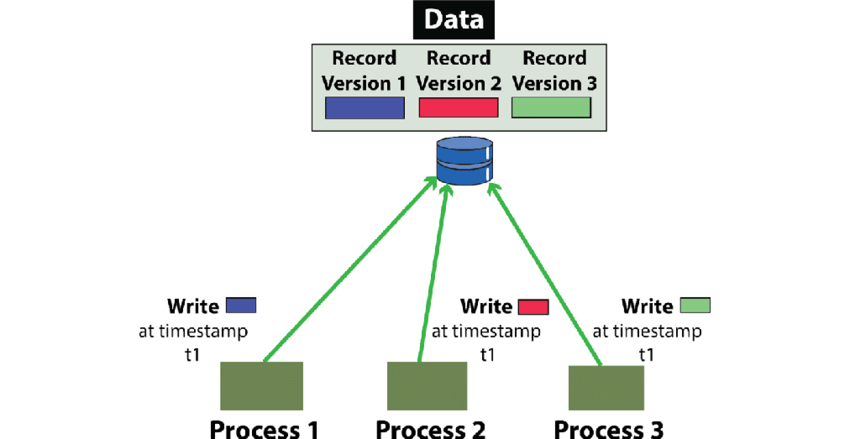 Data
Record Record Record
Version 1 Version 2 Version 3
Write Write Write
at timestamp at timestamp at timestamp
t1 t1 t1
Process 1 Process 2 Process 3